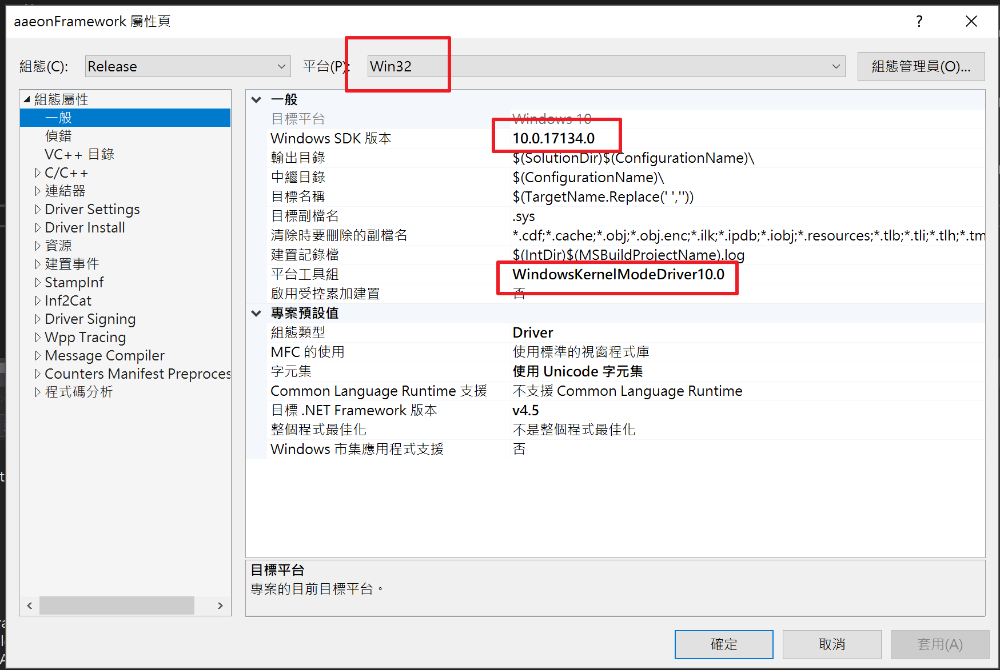 aaeonFramework 屬性頁
組態(C): Release 平台(P): Win32 組態管理員(O)...
組態屬性
一般
偵錯
VC++ 目錄
C/C++
連結器
Driver Settings
Driver Install
資源
建置事件
StampInf
Inf2Cat
Driver Signing
Wpp Tracing
Message Compiler
Counters Manifest Preproces
程式碼分析
一般
目標平台 Windows 10
Windows SDK 版本 10.0.17134.0
輸出目錄 $(SolutionDir)$(ConfigurationName)\
中繼目錄 $(ConfigurationName)\
目標名稱 $(TargetName.Replace(' ',''))
目標副檔名 .sys
清除時要刪除的副檔名 *.cdf;*.cache;*.obj;*.obj.enc;*.ilk;*.ipdb;*.iobj;*.resources;*.tlb;*.tli;*.tlh;*.tm
建置記錄檔 $(IntDir)$(MSBuildProjectName).log
平台工具組 WindowsKernelModeDriver10.0
啟用受控累加建置 否
專案預設值
組態類型 Driver
MFC 的使用 使用標準的視窗程式庫
字元集 使用 Unicode 字元集
Common Language Runtime 支援 不支援 Common Language Runtime
目標 .NET Framework 版本 v4.5
整個程式最佳化 不是整個程式最佳化
Windows 市集應用程式支援 否
目標平台
專案的目前目標平台。
確定 取消 套用(A)